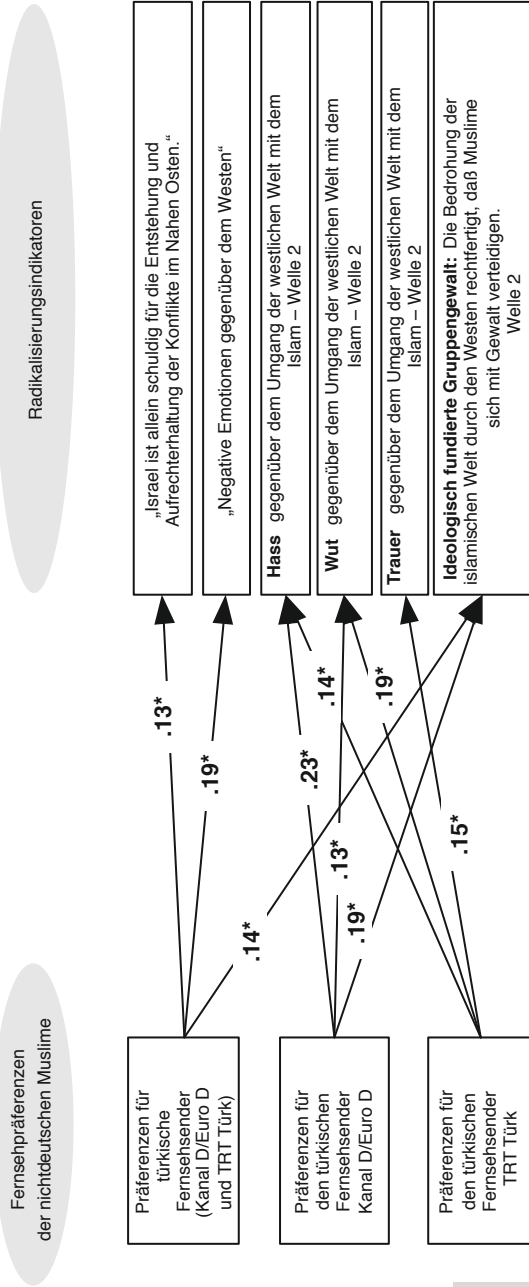 Fernsehpräferenzen
der nichtdeutschen Muslime
Radikalisierungsindikatoren
Präferenzen für
türkische
Fernsehsender
(Kanal D/Euro D
und TRT Türk)
Präferenzen für
den türkischen
Fernsehsender
Kanal D/Euro D
Präferenzen für
den türkischen
Fernsehsender
TRT Türk
.13*
.19*
.14*
.23*
.13*
.19*
.14*
.19*
.15*
„Israel ist allein schuldig für die Entstehung und
Aufrechterhaltung der Konflikte im Nahen Osten.“
„Negative Emotionen gegenüber dem Westen“
Hass gegenüber dem Umgang der westlichen Welt mit dem
Islam – Welle 2
Wut gegenüber dem Umgang der westlichen Welt mit dem
Islam – Welle 2
Trauer gegenüber dem Umgang der westlichen Welt mit dem
Islam – Welle 2
Ideologisch fundierte Gruppengewalt: Die Bedrohung der
islamischen Welt durch den Westen rechtfertigt, daß Muslime
sich mit Gewalt verteidigen.
Welle 2